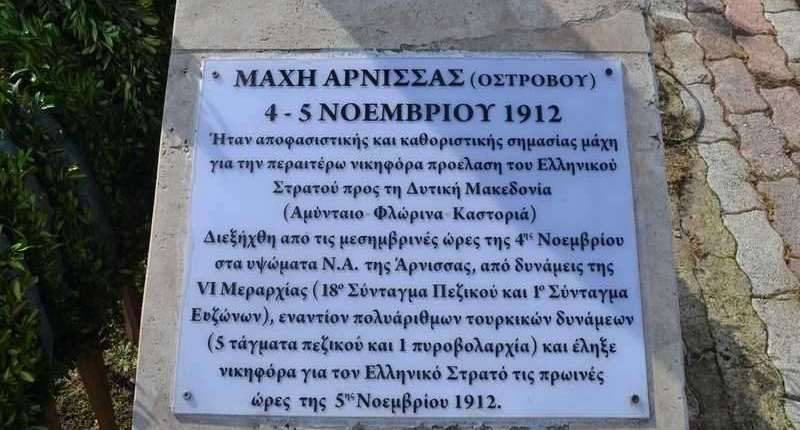 ΜΑΧΗ ΑΡΝΙΣΣΑΣ (ΟΣΤΡΟΒΟΥ)
4 - 5 ΝΟΕΜΒΡΙΟΥ 1912
Ήταν αποφασιστικής και καθοριστικής σημασίας μάχη
για την περαιτέρω νικηφόρα προέλαση του Ελληνικού
Στρατού προς τη Δυτική Μακεδονία
(Αμύνταιο - Φλώρινα - Καστοριά)
Διεξήχθη από τις μεσημβρινές ώρες της 4ης Νοεμβρίου
στα υψώματα Ν.Α. της Άρνισσας, από δυνάμεις της
VI Μεραρχίας (18ο Σύνταγμα Πεζικού και 1ο Σύνταγμα
Ευζώνων), εναντίον πολυάριθμων τουρκικών δυνάμεων
(5 τάγματα πεζικού και 1 πυροβολαρχία) και έληξε
νικηφόρα για τον Ελληνικό Στρατό τις πρωινές
ώρες της 5ης Νοεμβρίου 1912.